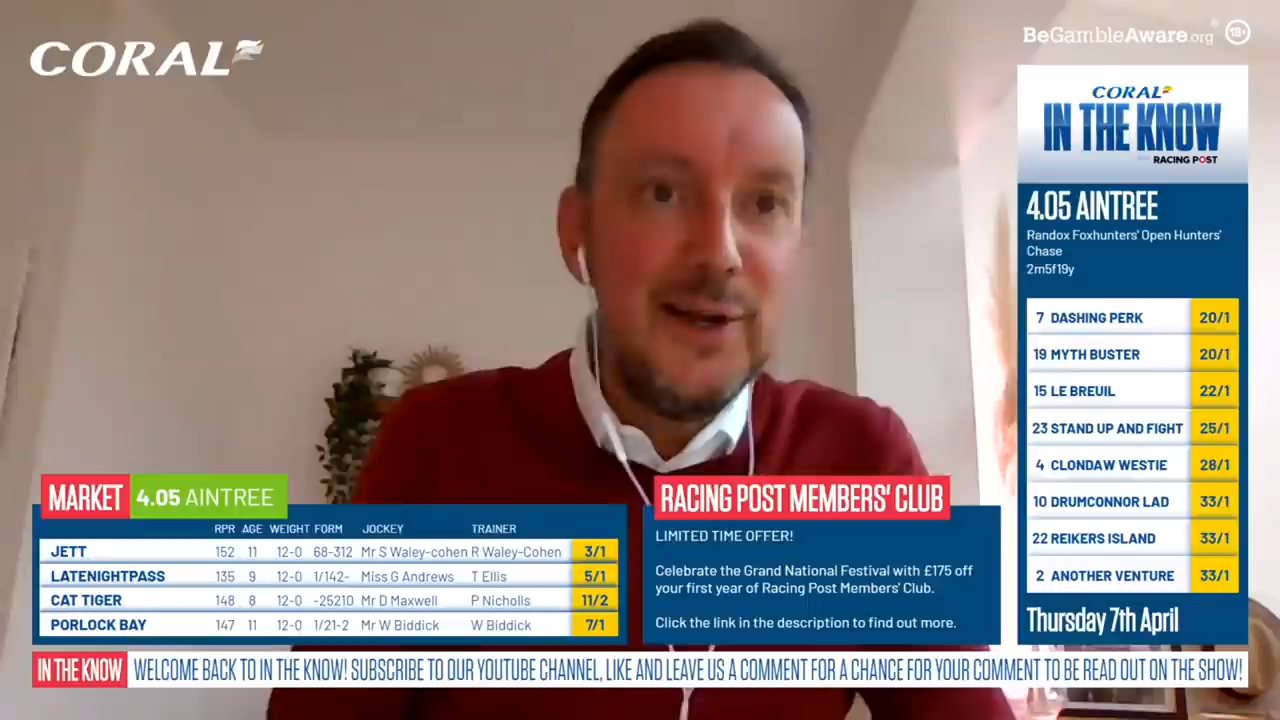 CORAL
BeGambleAware.org® 18+
CORAL
IN THE KNOW
RACING POST
4.05 AINTREE
Randox Foxhunters' Open Hunters'
Chase
2m5f19y
7 DASHING PERK 20/1
19 MYTH BUSTER 20/1
15 LE BREUIL 22/1
23 STAND UP AND FIGHT 25/1
4 CLONDAW WESTIE 28/1
10 DRUMCONNOR LAD 33/1
22 REIKERS ISLAND 33/1
2 ANOTHER VENTURE 33/1
Thursday 7th April
MARKET 4.05 AINTREE
RPR AGE WEIGHT FORM JOCKEY TRAINER
JETT 152 11 12-0 68-312 Mr S Waley-cohen R Waley-Cohen 3/1
LATENIGHTPASS 135 9 12-0 1/142- Miss G Andrews T Ellis 5/1
CAT TIGER 148 8 12-0 -25210 Mr D Maxwell P Nicholls 11/2
PORLOCK BAY 147 11 12-0 1/21-2 Mr W Biddick W Biddick 7/1
RACING POST MEMBERS' CLUB
LIMITED TIME OFFER!
Celebrate the Grand National Festival with £175 off
your first year of Racing Post Members' Club.
Click the link in the description to find out more.
IN THE KNOW WELCOME BACK TO IN THE KNOW! SUBSCRIBE TO OUR YOUTUBE CHANNEL, LIKE AND LEAVE US A COMMENT FOR A CHANCE FOR YOUR COMMENT TO BE READ OUT ON THE SHOW!